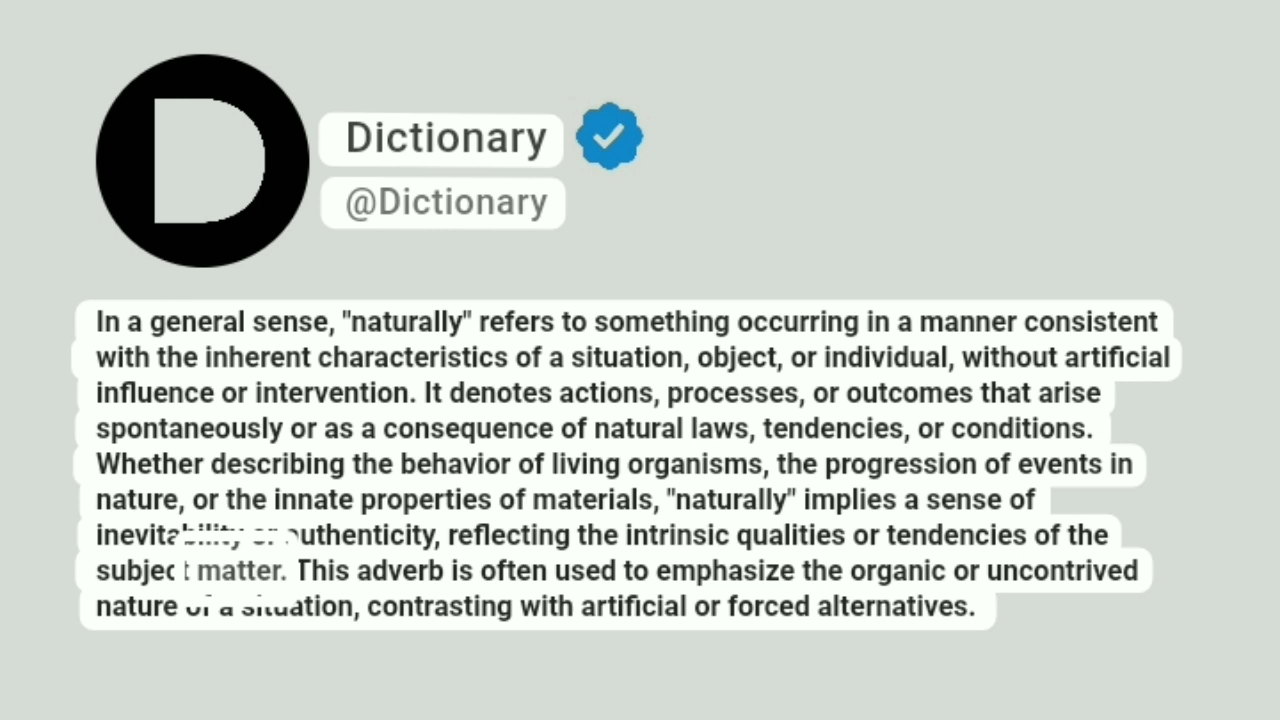 D
Dictionary
@Dictionary
In a general sense, "naturally" refers to something occurring in a manner consistent
with the inherent characteristics of a situation, object, or individual, without artificial
influence or intervention. It denotes actions, processes, or outcomes that arise
spontaneously or as a consequence of natural laws, tendencies, or conditions.
Whether describing the behavior of living organisms, the progression of events in
nature, or the innate properties of materials, "naturally" implies a sense of
inevitability or authenticity, reflecting the intrinsic qualities or tendencies of the
subject matter. This adverb is often used to emphasize the organic or uncontrived
nature of a situation, contrasting with artificial or forced alternatives.